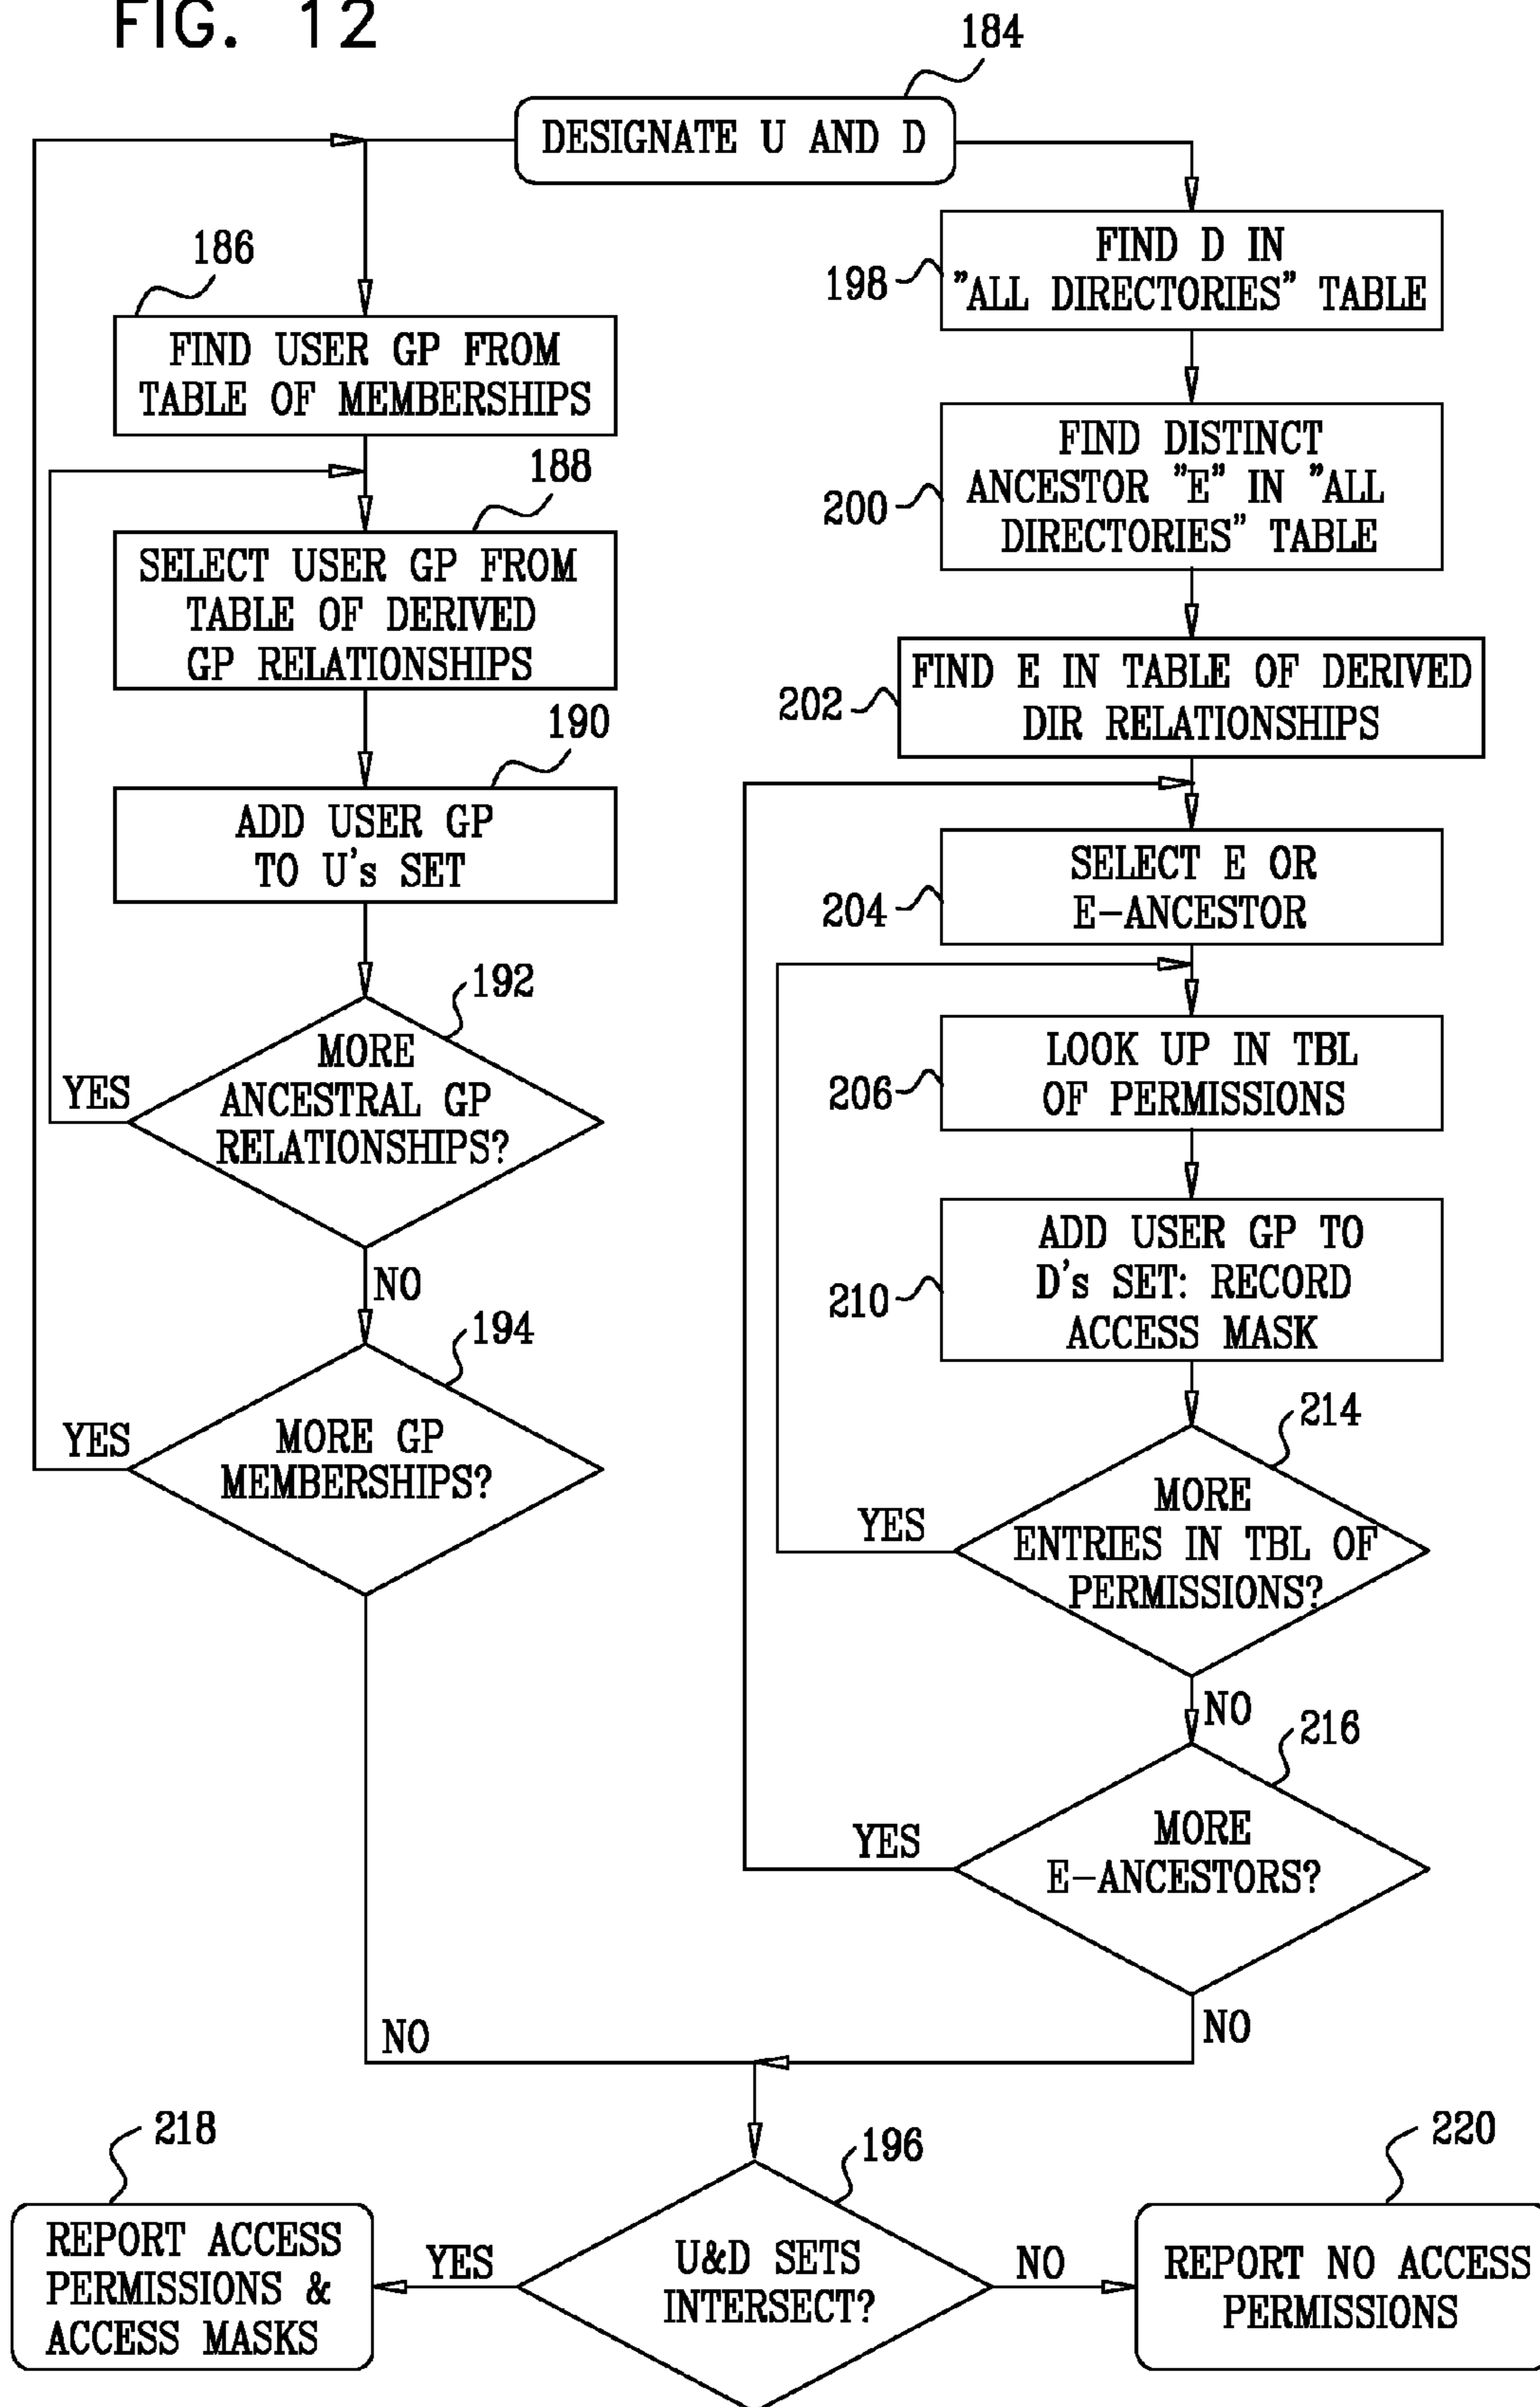 FIG. 12
184
DESIGNATE U AND D
186
FIND USER GP FROM
TABLE OF MEMBERSHIPS
188
SELECT USER GP FROM
TABLE OF DERIVED
GP RELATIONSHIPS
190
ADD USER GP
TO U's SET
192
MORE
ANCESTRAL GP
RELATIONSHIPS?
YES
NO
194
MORE GP
MEMBERSHIPS?
YES
NO
198
FIND D IN
"ALL DIRECTORIES" TABLE
200
FIND DISTINCT
ANCESTOR "E" IN "ALL
DIRECTORIES" TABLE
202
FIND E IN TABLE OF DERIVED
DIR RELATIONSHIPS
204
SELECT E OR
E-ANCESTOR
206
LOOK UP IN TBL
OF PERMISSIONS
210
ADD USER GP TO
D's SET: RECORD
ACCESS MASK
214
MORE
ENTRIES IN TBL OF
PERMISSIONS?
YES
NO
216
MORE
E-ANCESTORS?
YES
NO
196
U&D SETS
INTERSECT?
YES
NO
218
REPORT ACCESS
PERMISSIONS &
ACCESS MASKS
220
REPORT NO ACCESS
PERMISSIONS